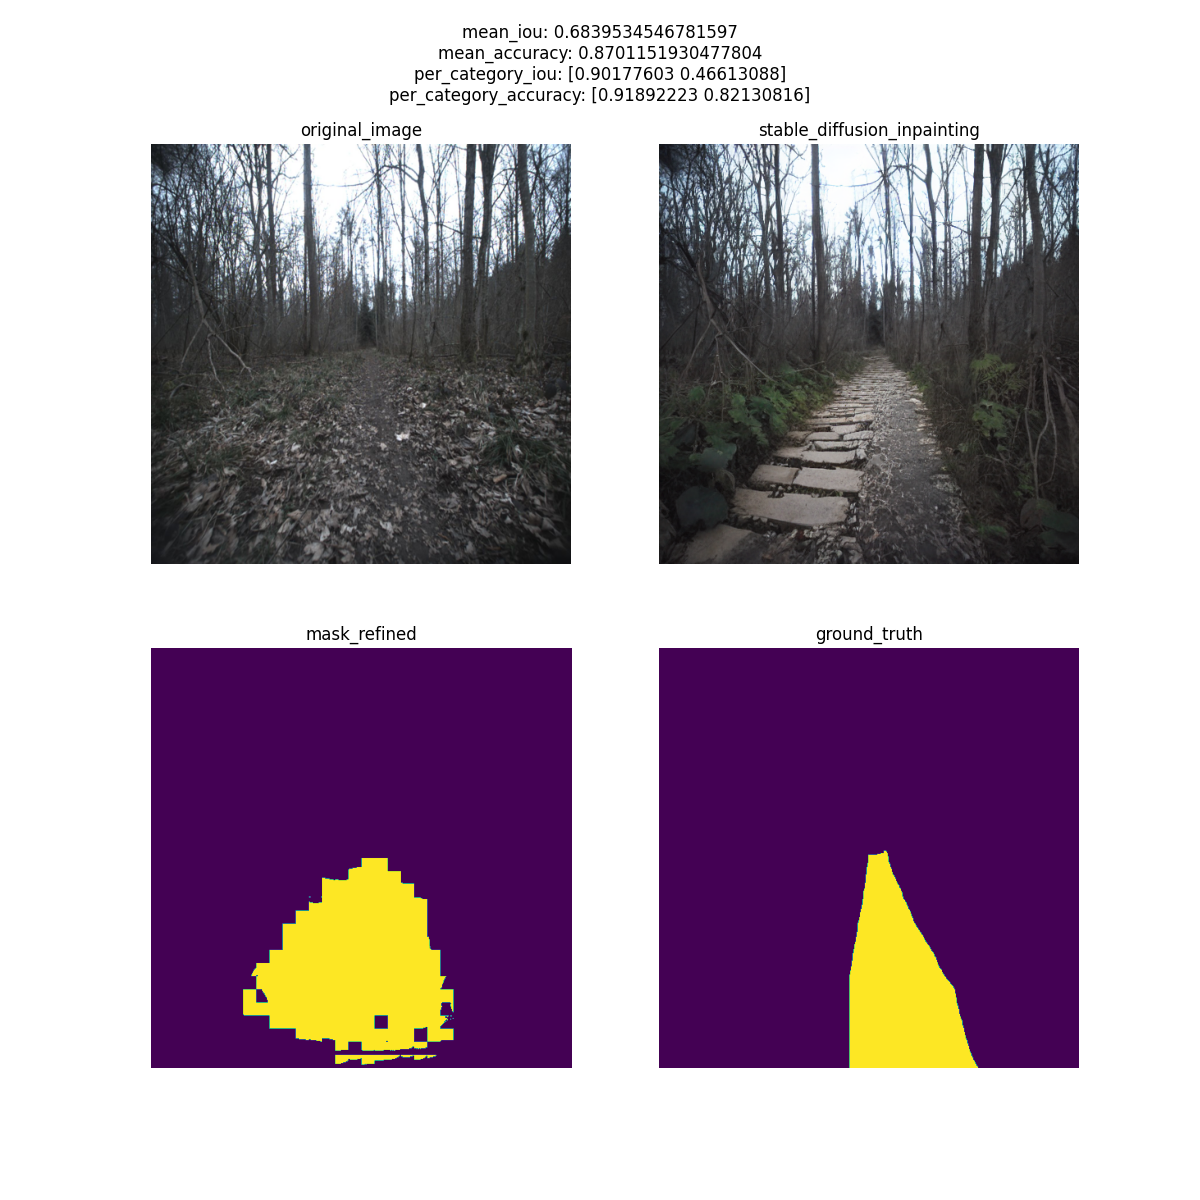 mean_iou: 0.6839534546781597
mean_accuracy: 0.8701151930477804
per_category_iou: [0.90177603 0.46613088]
per_category_accuracy: [0.91892223 0.82130816]
original_image
stable_diffusion_inpainting
mask_refined
ground_truth